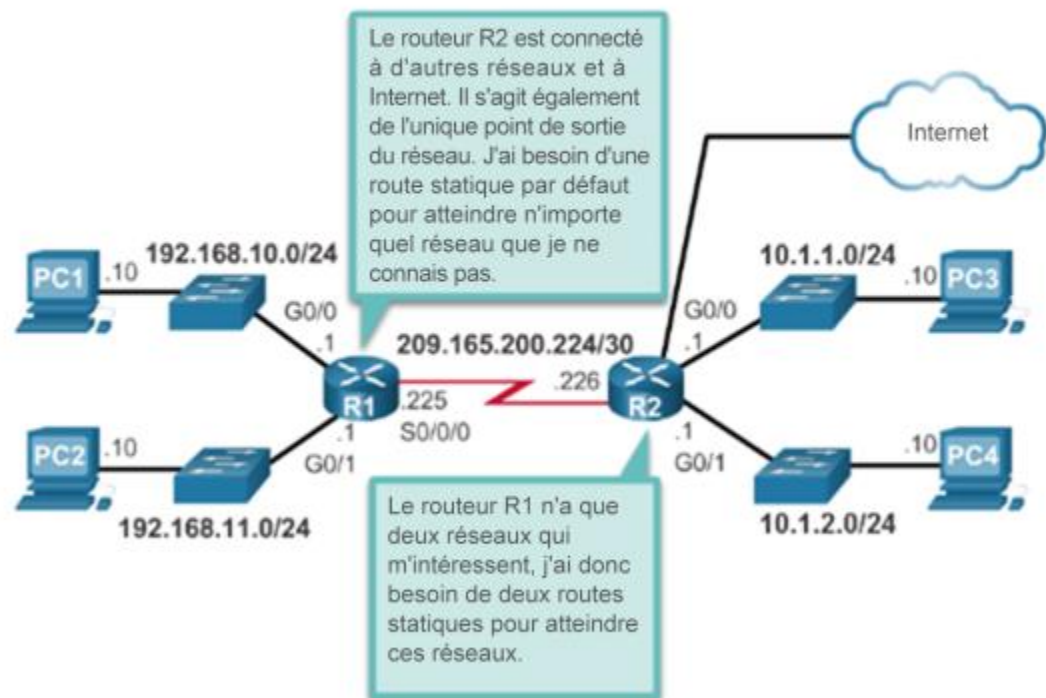 Le routeur R2 est connecté
à d'autres réseaux et à
Internet. Il s'agit également
de l'unique point de sortie
du réseau. J'ai besoin d'une
route statique par défaut
pour atteindre n'importe
quel réseau que je ne
connais pas.
Internet
192.168.10.0/24
10.1.1.0/24
PC1
.10
.10
PC3
G0/0
G0/0
.1
209.165.200.224/30
.1
R1
.225
.226
R2
S0/0/0
PC2
.10
.1
G0/1
.1
G0/1
.10
PC4
192.168.11.0/24
10.1.2.0/24
Le routeur R1 n'a que
deux réseaux qui
m'intéressent, j'ai donc
besoin de deux routes
statiques pour atteindre
ces réseaux.